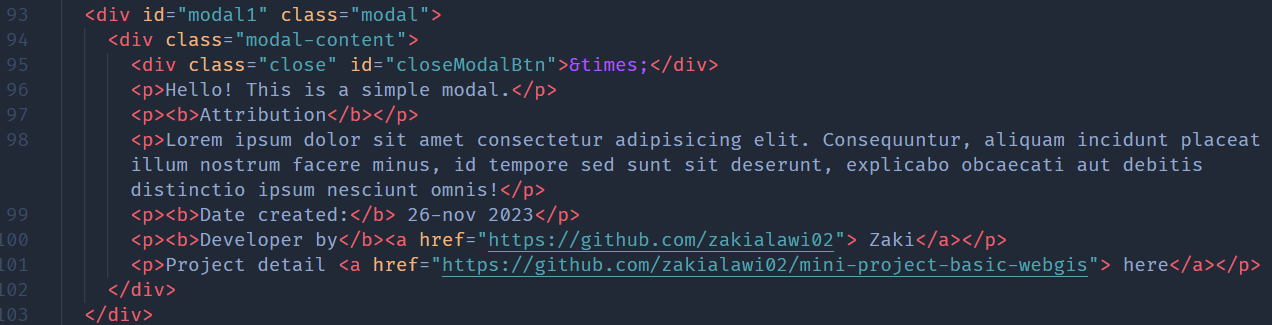 93 <div id="modal1" class="modal">
94 <div class="modal-content">
95 <div class="close" id="closeModalBtn">&times;</div>
96 <p>Hello! This is a simple modal.</p>
97 <p><b>Attribution</b></p>
98 <p>Lorem ipsum dolor sit amet consectetur adipisicing elit. Consequuntur, aliquam incidunt placeat
illum nostrum facere minus, id tempore sed sunt sit deserunt, explicabo obcaecati aut debitis
distinctio ipsum nesciunt omnis!</p>
99 <p><b>Date created:</b> 26-nov 2023</p>
100 <p><b>Developer by</b><a href="https://github.com/zakialawi02"> Zaki</a></p>
101 <p>Project detail <a href="https://github.com/zakialawi02/mini-project-basic-webgis"> here</a></p>
102 </div>
103 </div>